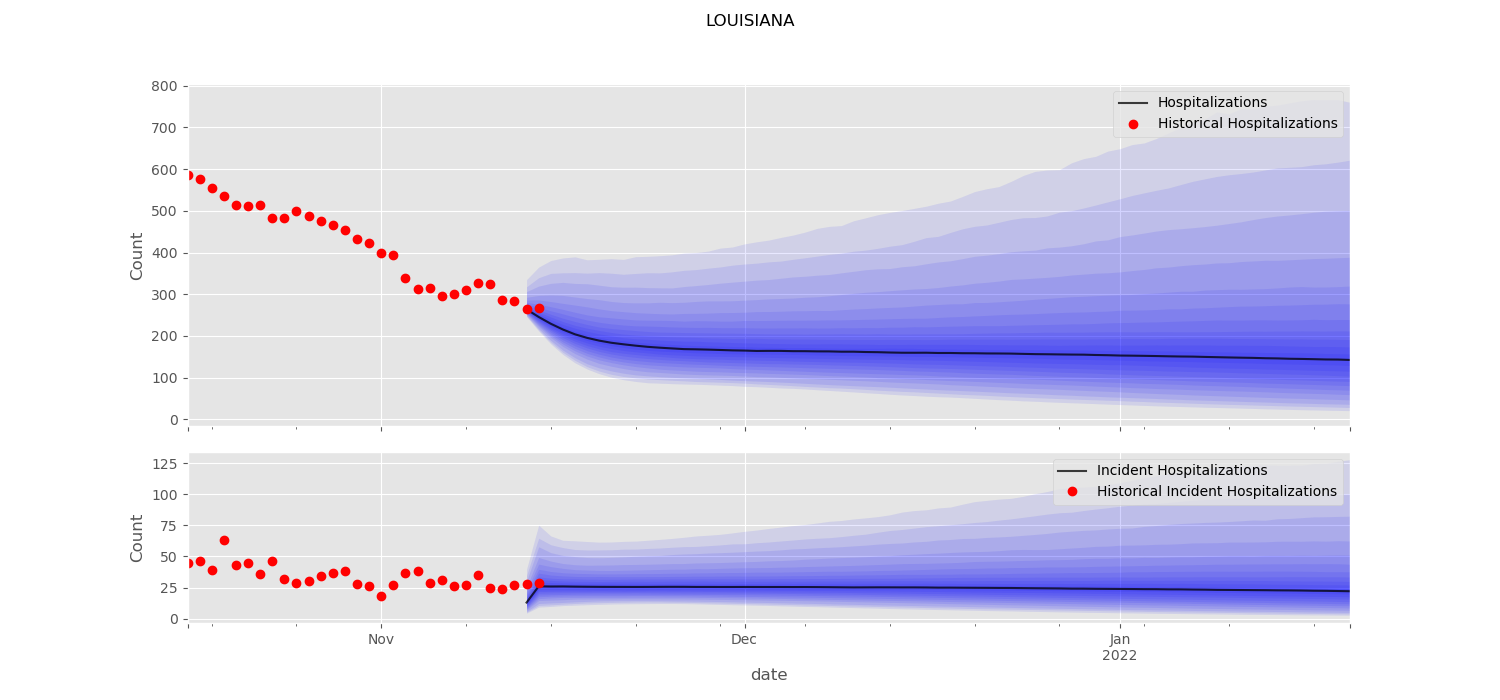 LOUISIANA
800
700
600
500
400
300
200
100
0
Count
Hospitalizations
Historical Hospitalizations
125
100
75
50
25
0
Count
Incident Hospitalizations
Historical Incident Hospitalizations
Nov
Dec
Jan
2022
date